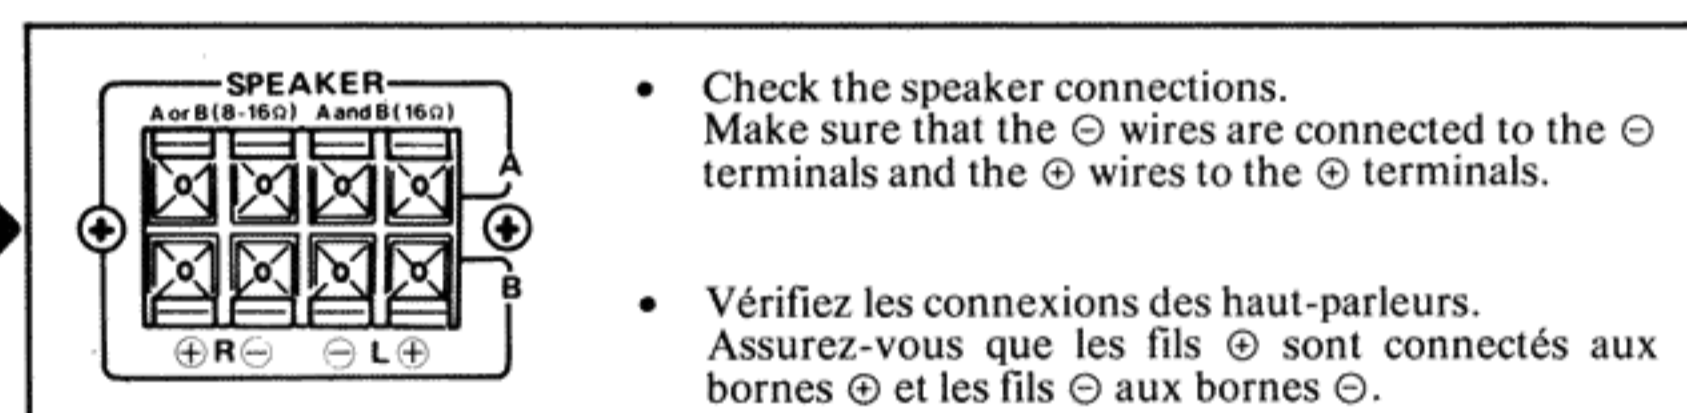 SPEAKER
A or B (8-16Ω) A and B (16Ω)
A
B
⊕ R ⊖ ⊖ L ⊕
• Check the speaker connections.
Make sure that the ⊖ wires are connected to the ⊖
terminals and the ⊕ wires to the ⊕ terminals.
• Vérifiez les connexions des haut-parleurs.
Assurez-vous que les fils ⊕ sont connectés aux
bornes ⊕ et les fils ⊖ aux bornes ⊖.